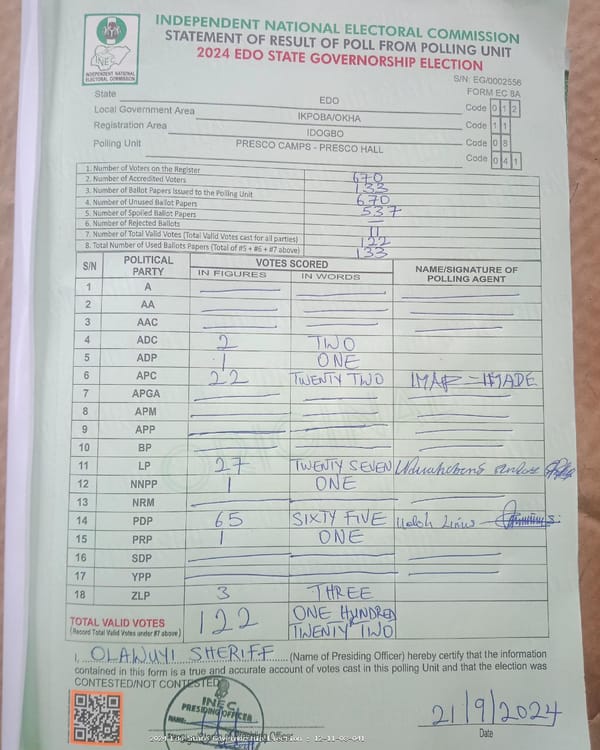 INDEPENDENT NATIONAL ELECTORAL COMMISSION
STATEMENT OF RESULT OF POLL FROM POLLING UNIT
2024 EDO STATE GOVERNORSHIP ELECTION
INEC
INDEPENDENT NATIONAL ELECTORAL COMMISSION
S/N: EG/0002556
FORM EC 8A
State EDO Code 0 1 2
Local Government Area IKPOBA/OKHA Code 1 1
Registration Area IDOGBO Code 0 8
Polling Unit PRESCO CAMPS - PRESCO HALL Code 0 4 1
1. Number of Voters on the Register 670
2. Number of Accredited Voters 133
3. Number of Ballot Papers Issued to the Polling Unit 670
4. Number of Unused Ballot Papers 537
5. Number of Spoiled Ballot Papers —
6. Number of Rejected Ballots 11
7. Number of Total Valid Votes (Total Valid Votes cast for all parties) 122
8. Total Number of Used Ballots Papers (Total of #5 + #6 + #7 above) 133
S/N POLITICAL PARTY VOTES SCORED NAME/SIGNATURE OF POLLING AGENT
IN FIGURES IN WORDS
1 A
2 AA
3 AAC
4 ADC 2 TWO
5 ADP 1 ONE
6 APC 22 TWENTY TWO
7 APGA
8 APM
9 APP
10 BP
11 LP 27 TWENTY SEVEN
12 NNPP 1 ONE
13 NRM
14 PDP 65 SIXTY FIVE
15 PRP 1 ONE
16 SDP
17 YPP
18 ZLP 3 THREE
TOTAL VALID VOTES 122 ONE HUNDRED TWENTY TWO
(Record Total Valid Votes under #7 above)
I, OLAWUYI SHERIFF (Name of Presiding Officer) hereby certify that the information
contained in this form is a true and accurate account of votes cast in this polling Unit and that the election was
CONTESTED/NOT CONTESTED
INEC
PRESIDING OFFICER
NAME:
21/9/2024
Date
2024 Edo State Governorship Election : 12-11-08-041